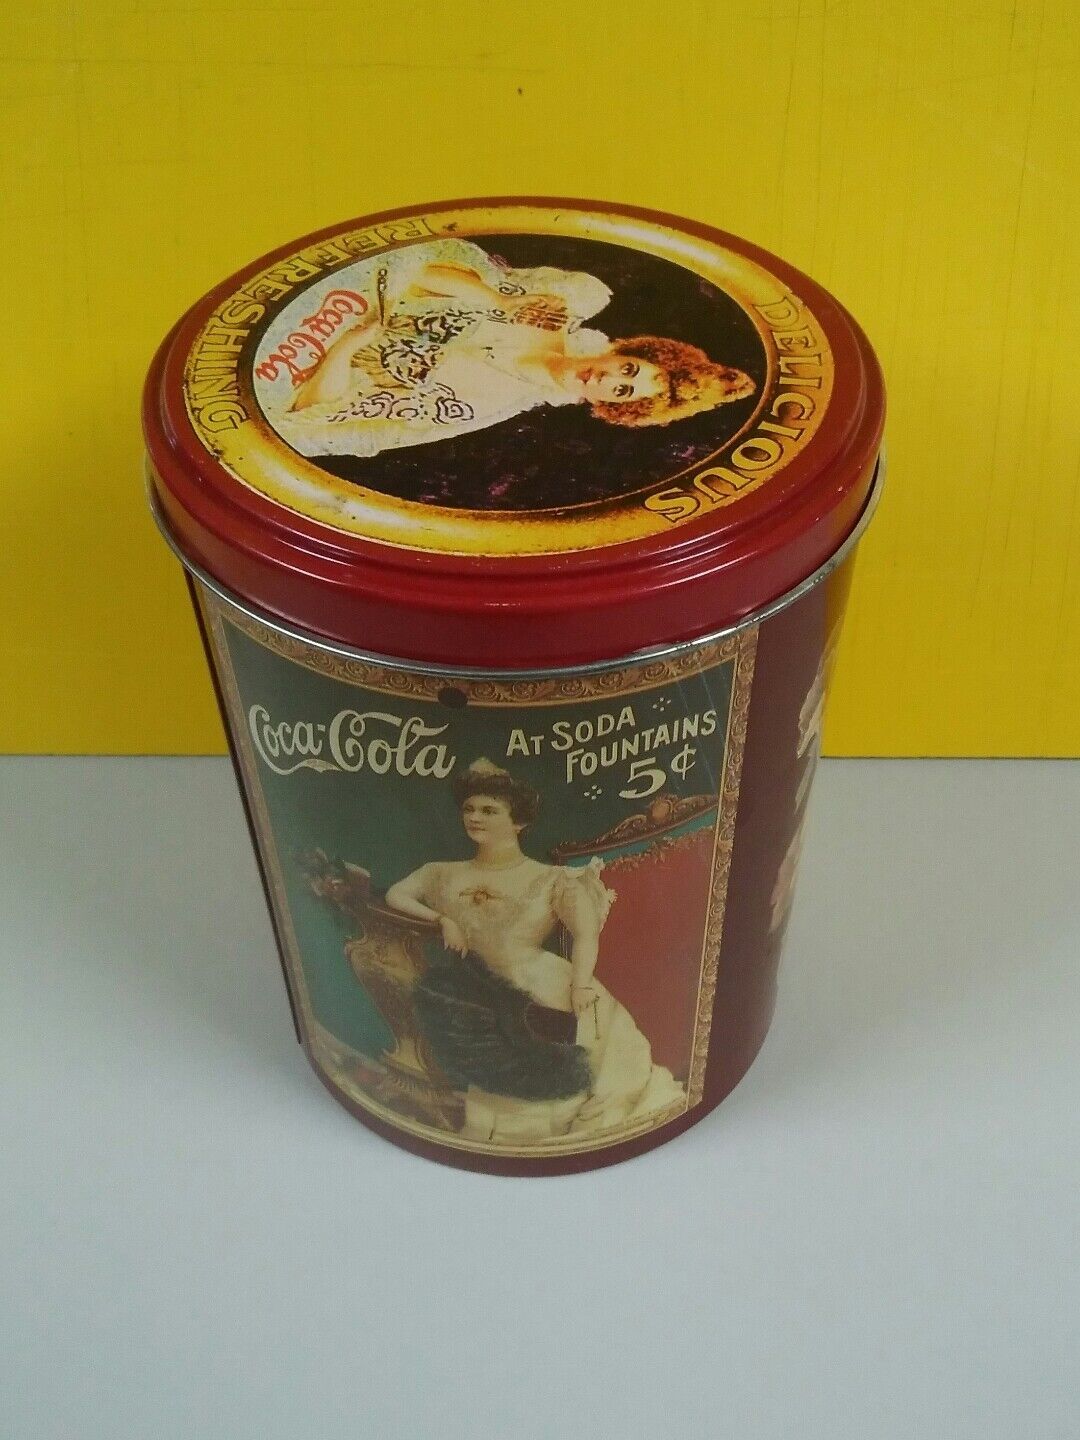 DELICIOUS
REFRESHING
Coca-Cola
Coca-Cola
AT SODA
FOUNTAINS
5¢